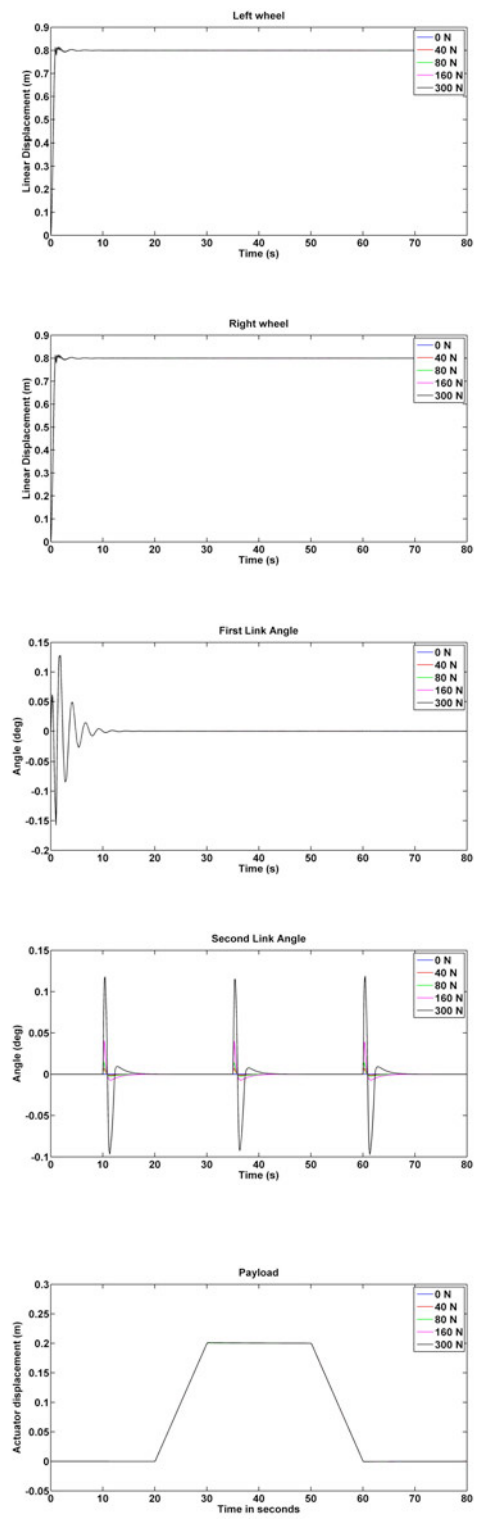 Left wheel
0.9
0.8
0.7
0.6
0.5
0.4
0.3
0.2
0.1
0
Linear Displacement (m)
0 N
40 N
80 N
160 N
300 N
0 10 20 30 40 50 60 70 80
Time (s)
Right wheel
0.9
0.8
0.7
0.6
0.5
0.4
0.3
0.2
0.1
0
Linear Displacement (m)
0 N
40 N
80 N
160 N
300 N
0 10 20 30 40 50 60 70 80
Time (s)
First Link Angle
0.15
0.1
0.05
0
-0.05
-0.1
-0.15
-0.2
Angle (deg)
0 N
40 N
80 N
160 N
300 N
0 10 20 30 40 50 60 70 80
Time (s)
Second Link Angle
0.15
0.1
0.05
0
-0.05
-0.1
Angle (deg)
0 N
40 N
80 N
160 N
300 N
0 10 20 30 40 50 60 70 80
Time (s)
Payload
0.3
0.25
0.2
0.15
0.1
0.05
0
-0.05
Actuator displacement (m)
0 N
40 N
80 N
160 N
300 N
0 10 20 30 40 50 60 70 80
Time in seconds